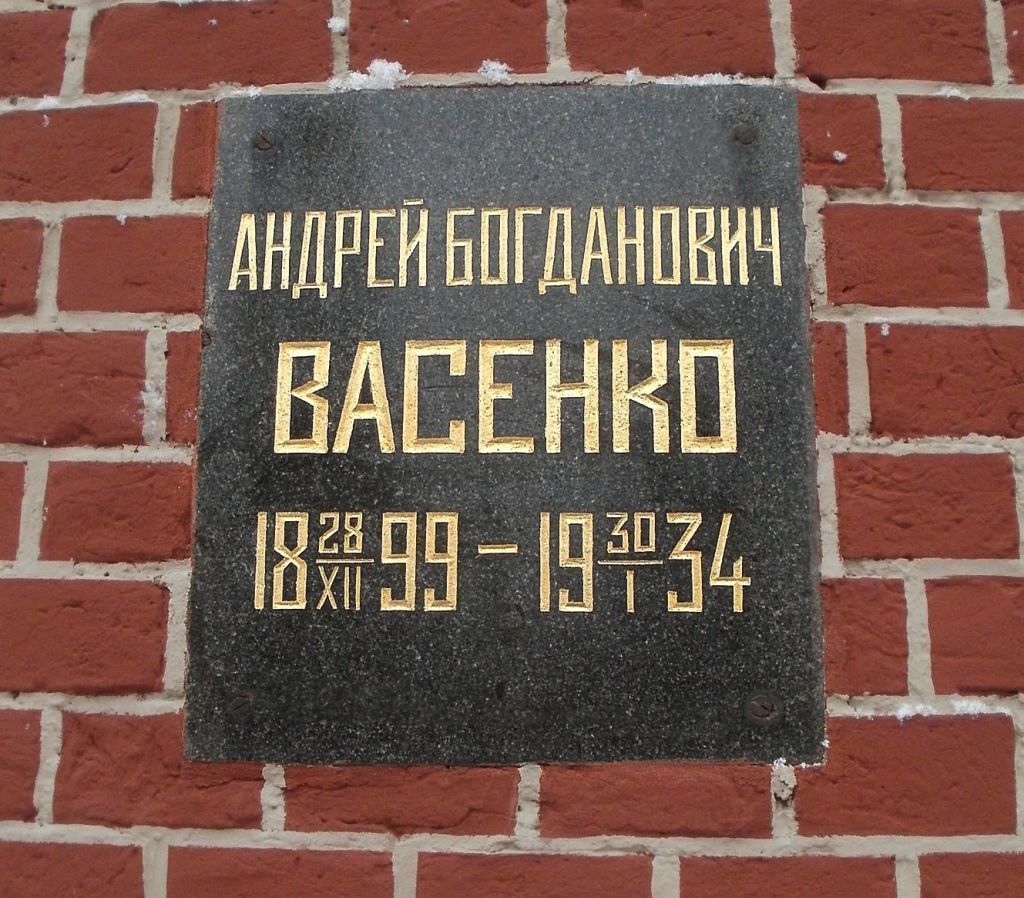 АНДРЕЙ БОГДАНОВИЧ
ВАСЕНКО
18 28/XII 99 – 19 30/I 34